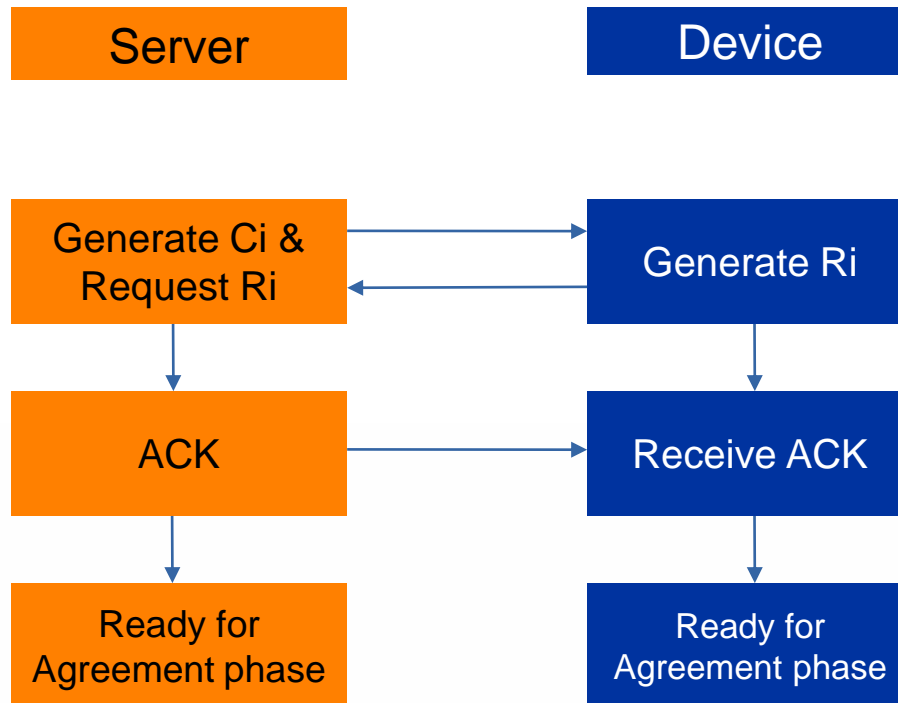 Server
Device
Generate Ci &
Request Ri
Generate Ri
ACK
Receive ACK
Ready for
Agreement phase
Ready for
Agreement phase